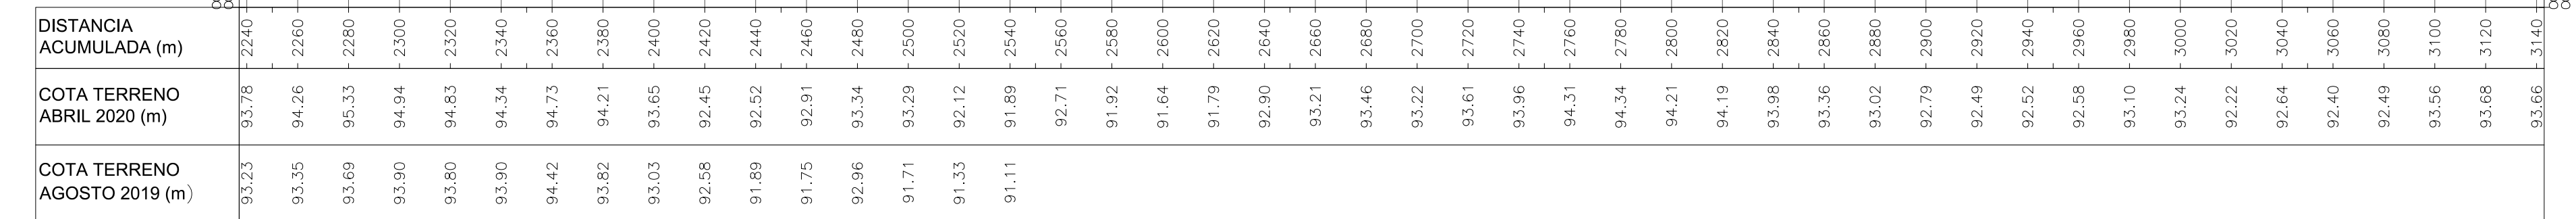 DISTANCIA
ACUMULADA (m) 2240 2260 2280 2300 2320 2340 2360 2380 2400 2420 2440 2460 2480 2500 2520 2540 2560 2580 2600 2620 2640 2660 2680 2700 2720 2740 2760 2780 2800 2820 2840 2860 2880 2900 2920 2940 2960 2980 3000 3020 3040 3060 3080 3100 3120 3140
COTA TERRENO
ABRIL 2020 (m) 93.78 94.26 95.33 94.94 94.83 94.34 94.73 94.21 93.65 92.45 92.52 92.91 93.34 93.29 92.12 91.89 92.71 91.92 91.64 91.79 92.90 93.21 93.46 93.22 93.61 93.96 94.31 94.34 94.21 94.19 93.98 93.36 93.02 92.79 92.49 92.52 92.58 93.10 93.24 92.22 92.64 92.40 92.49 93.56 93.68 93.66
COTA TERRENO
AGOSTO 2019 (m) 93.23 93.35 93.69 93.90 93.80 93.90 94.42 93.82 93.03 92.58 91.89 91.75 92.96 91.71 91.33 91.11